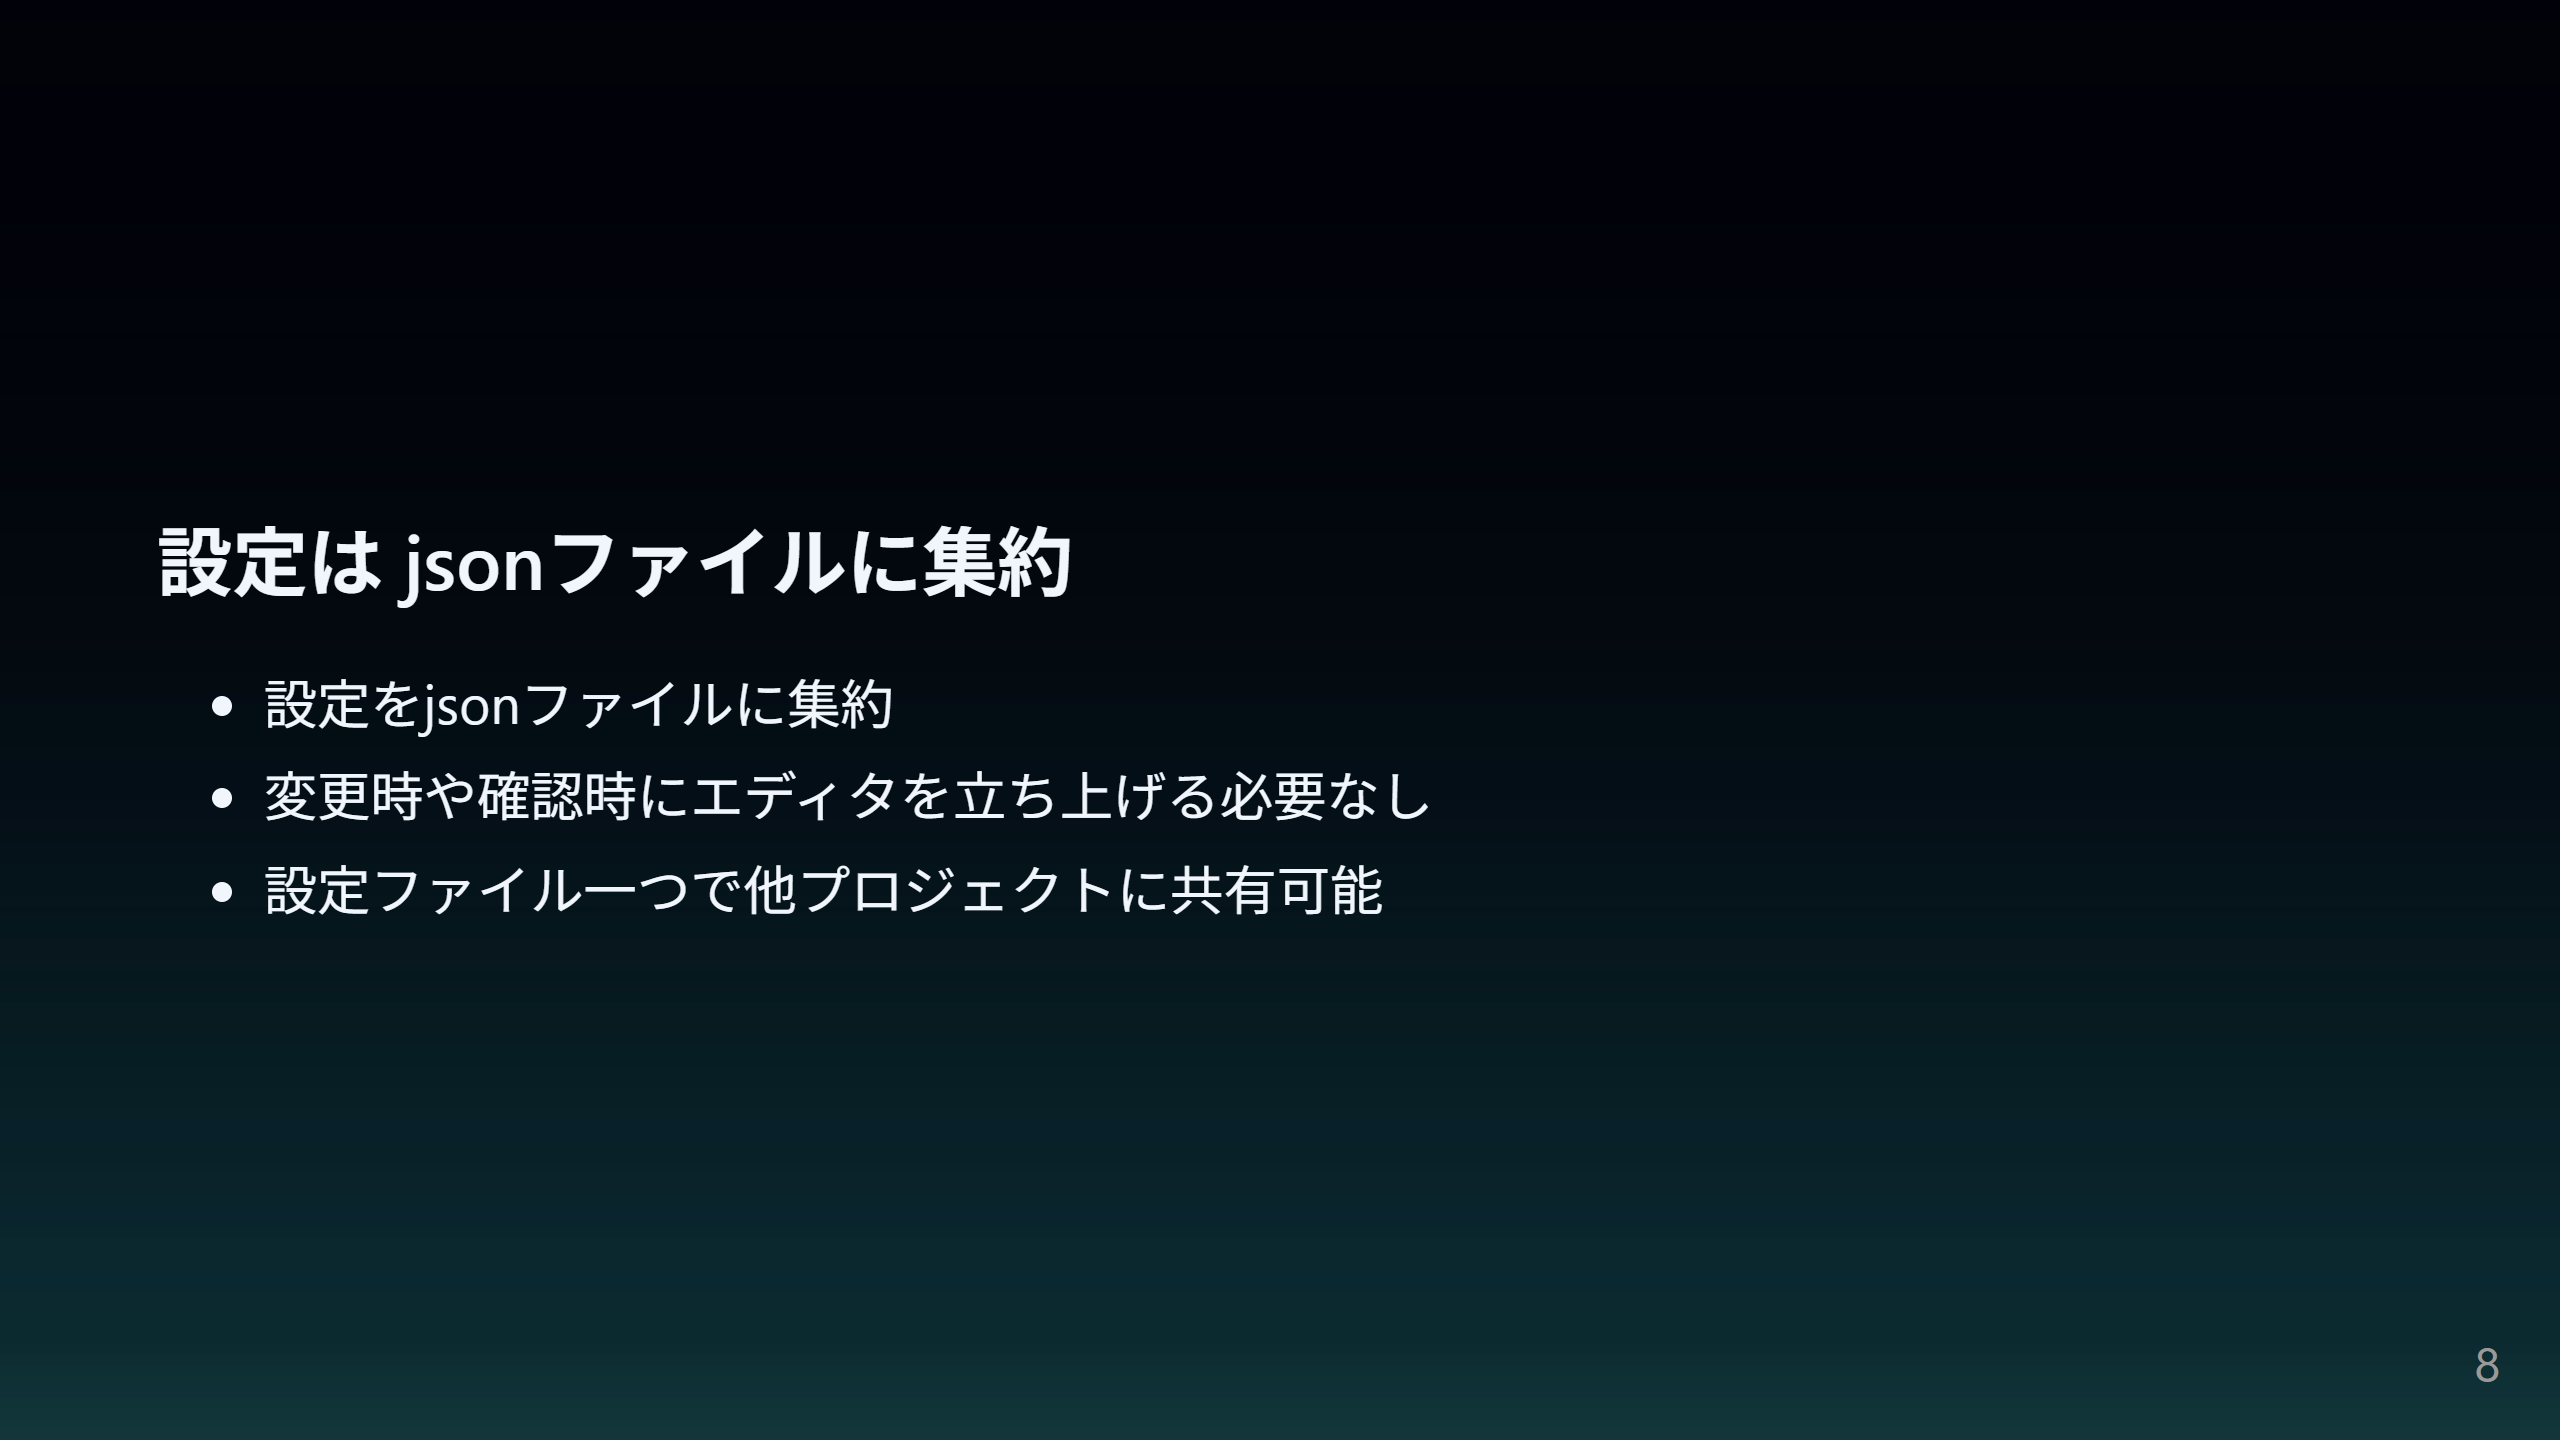 設定は jsonファイルに集約
• 設定をjsonファイルに集約
• 変更時や確認時にエディタを立ち上げる必要なし
• 設定ファイル一つで他プロジェクトに共有可能
8